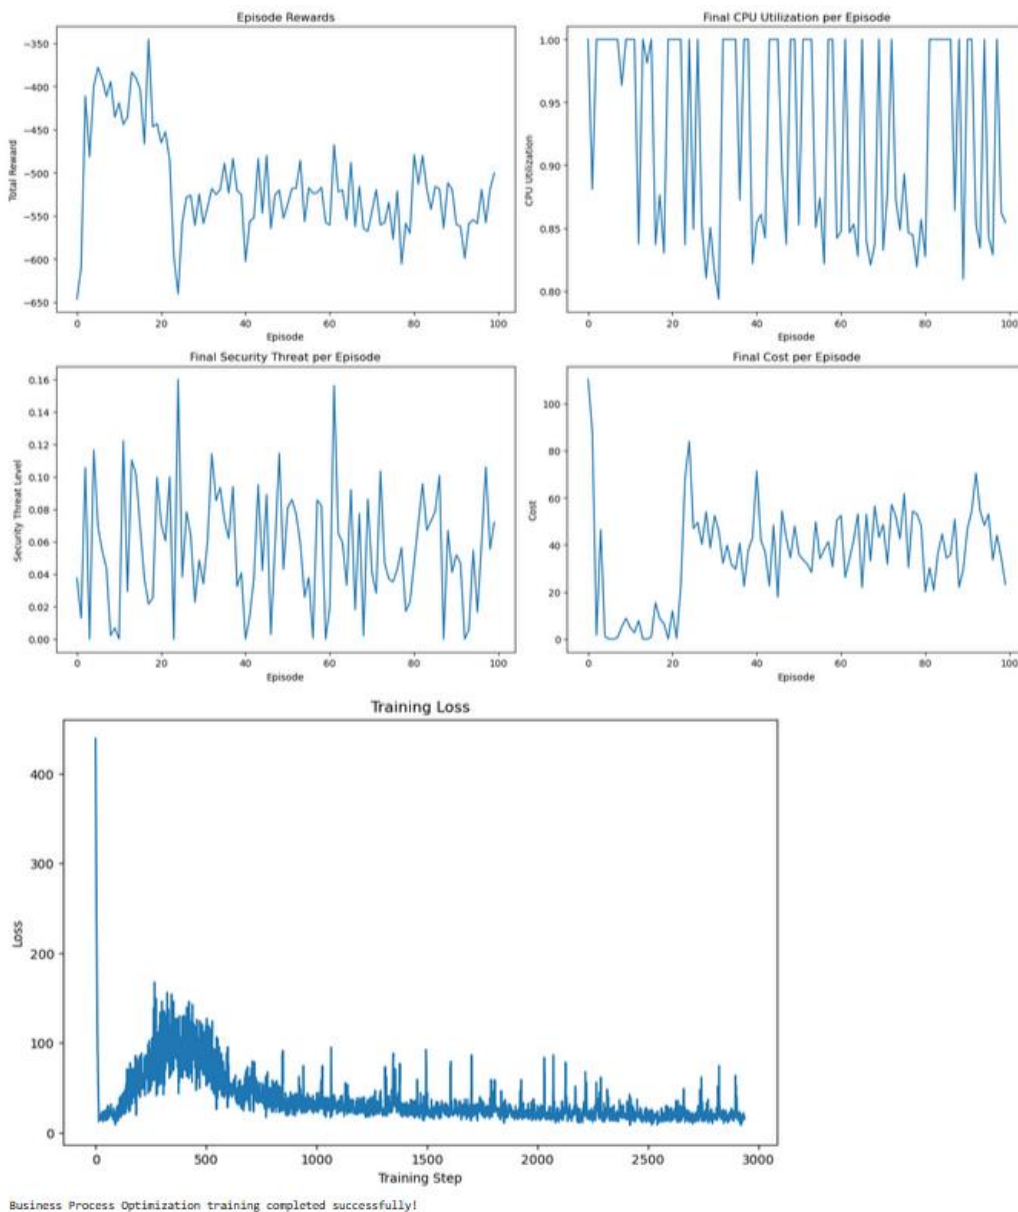 Episode Rewards
Total Reward
−350
−400
−450
−500
−550
−600
−650
0 20 40 60 80 100
Episode
Final CPU Utilization per Episode
CPU Utilization
1.00
0.95
0.90
0.85
0.80
0 20 40 60 80 100
Episode
Final Security Threat per Episode
Security Threat Level
0.16
0.14
0.12
0.10
0.08
0.06
0.04
0.02
0.00
0 20 40 60 80 100
Episode
Final Cost per Episode
Cost
100
80
60
40
20
0
0 20 40 60 80 100
Episode
Training Loss
Loss
400
300
200
100
0
0 500 1000 1500 2000 2500 3000
Training Step
Business Process Optimization training completed successfully!